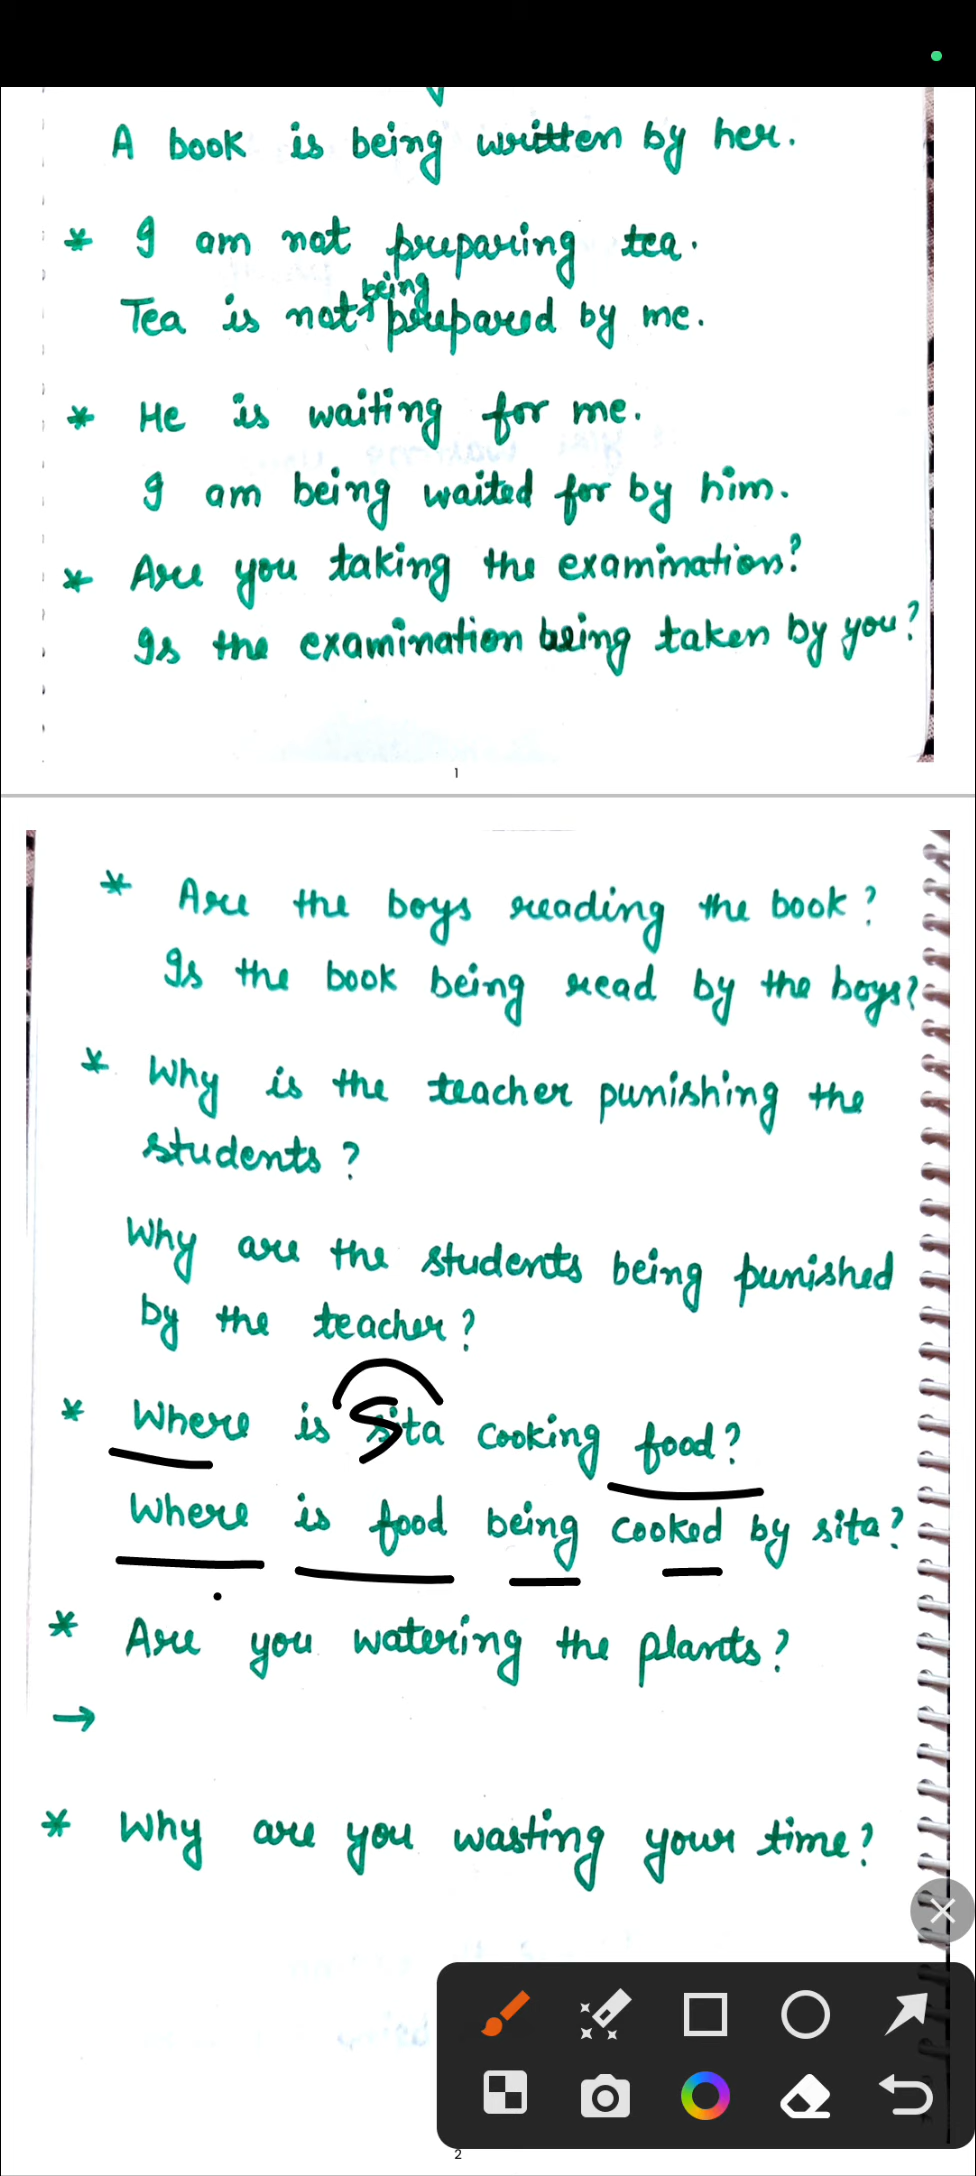 A book is being written by her.
* I am not preparing tea.
being
Tea is not prepared by me.
* He is waiting for me.
I am being waited for by him.
* Are you taking the examination?
Is the examination being taken by you?
1
* Are the boys reading the book?
Is the book being read by the boys?
* Why is the teacher punishing the
students?
Why are the students being punished
by the teacher?
* Where is Sita cooking food?
Where is food being cooked by sita?
* Are you watering the plants?
→
* Why are you wasting your time?
2